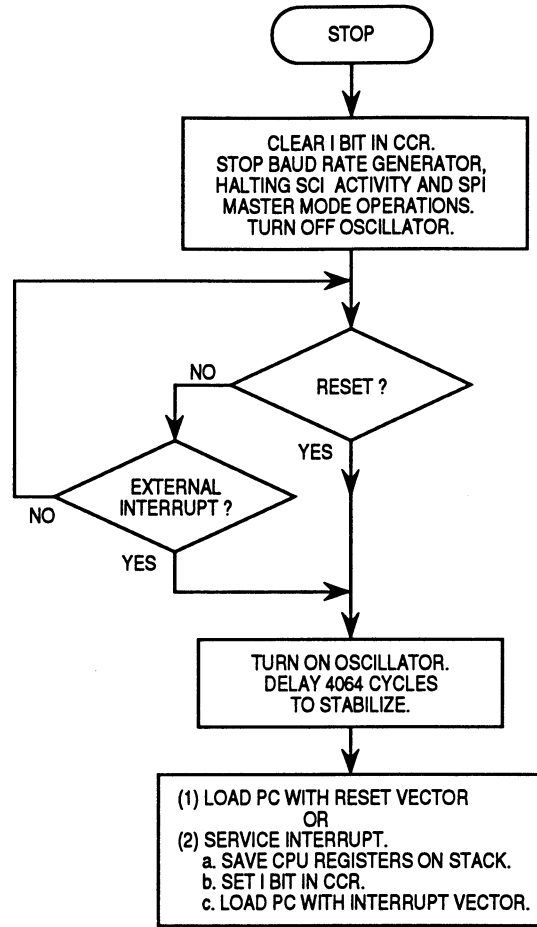 STOP
CLEAR I BIT IN CCR.
STOP BAUD RATE GENERATOR,
HALTING SCI ACTIVITY AND SPI
MASTER MODE OPERATIONS.
TURN OFF OSCILLATOR.
RESET ?
NO
YES
EXTERNAL
INTERRUPT ?
NO
YES
TURN ON OSCILLATOR.
DELAY 4064 CYCLES
TO STABILIZE.
(1) LOAD PC WITH RESET VECTOR
OR
(2) SERVICE INTERRUPT.
a. SAVE CPU REGISTERS ON STACK.
b. SET I BIT IN CCR.
c. LOAD PC WITH INTERRUPT VECTOR.